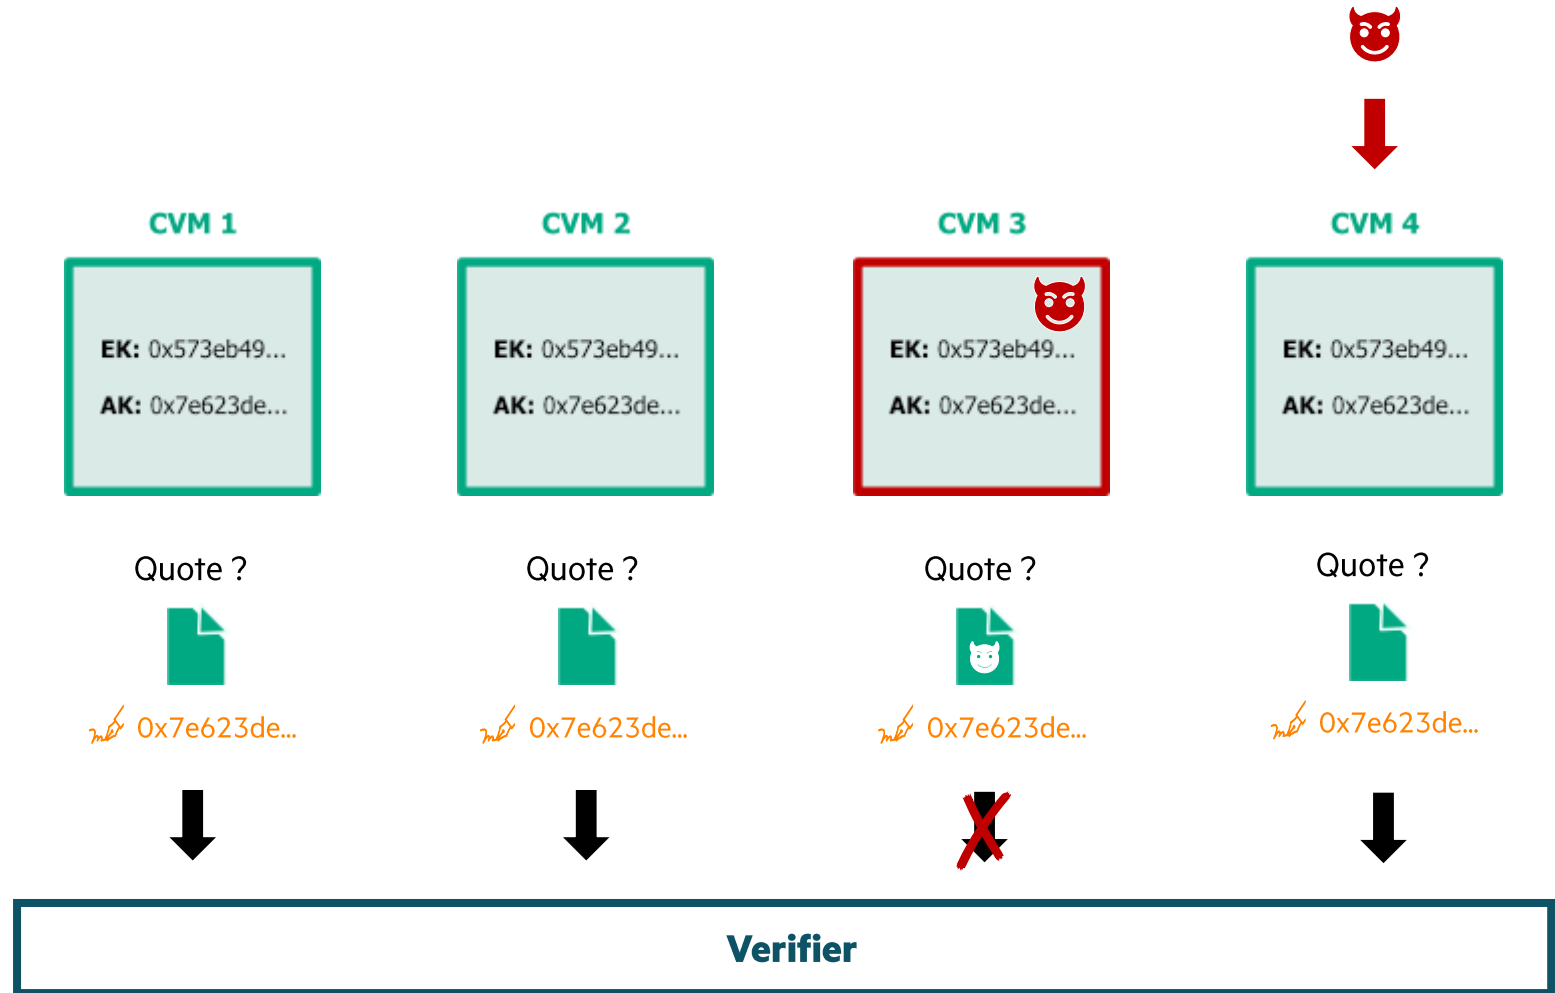 CVM 1
EK: 0x573eb49...
AK: 0x7e623de...
Quote ?
0x7e623de...
CVM 2
EK: 0x573eb49...
AK: 0x7e623de...
Quote ?
0x7e623de...
CVM 3
EK: 0x573eb49...
AK: 0x7e623de...
Quote ?
0x7e623de...
CVM 4
EK: 0x573eb49...
AK: 0x7e623de...
Quote ?
0x7e623de...
Verifier